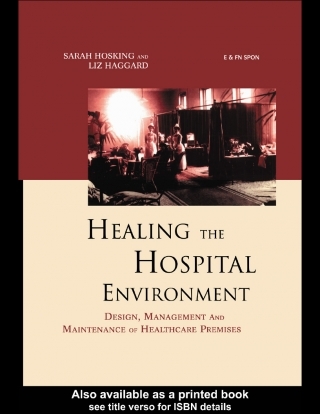 SARAH HOSKING AND
LIZ HAGGARD
E & FN SPON
HEALING THE
HOSPITAL
ENVIRONMENT
DESIGN, MANAGEMENT AND
MAINTENANCE OF HEALTHCARE PREMISES
Also available as a printed book
see title verso for ISBN details